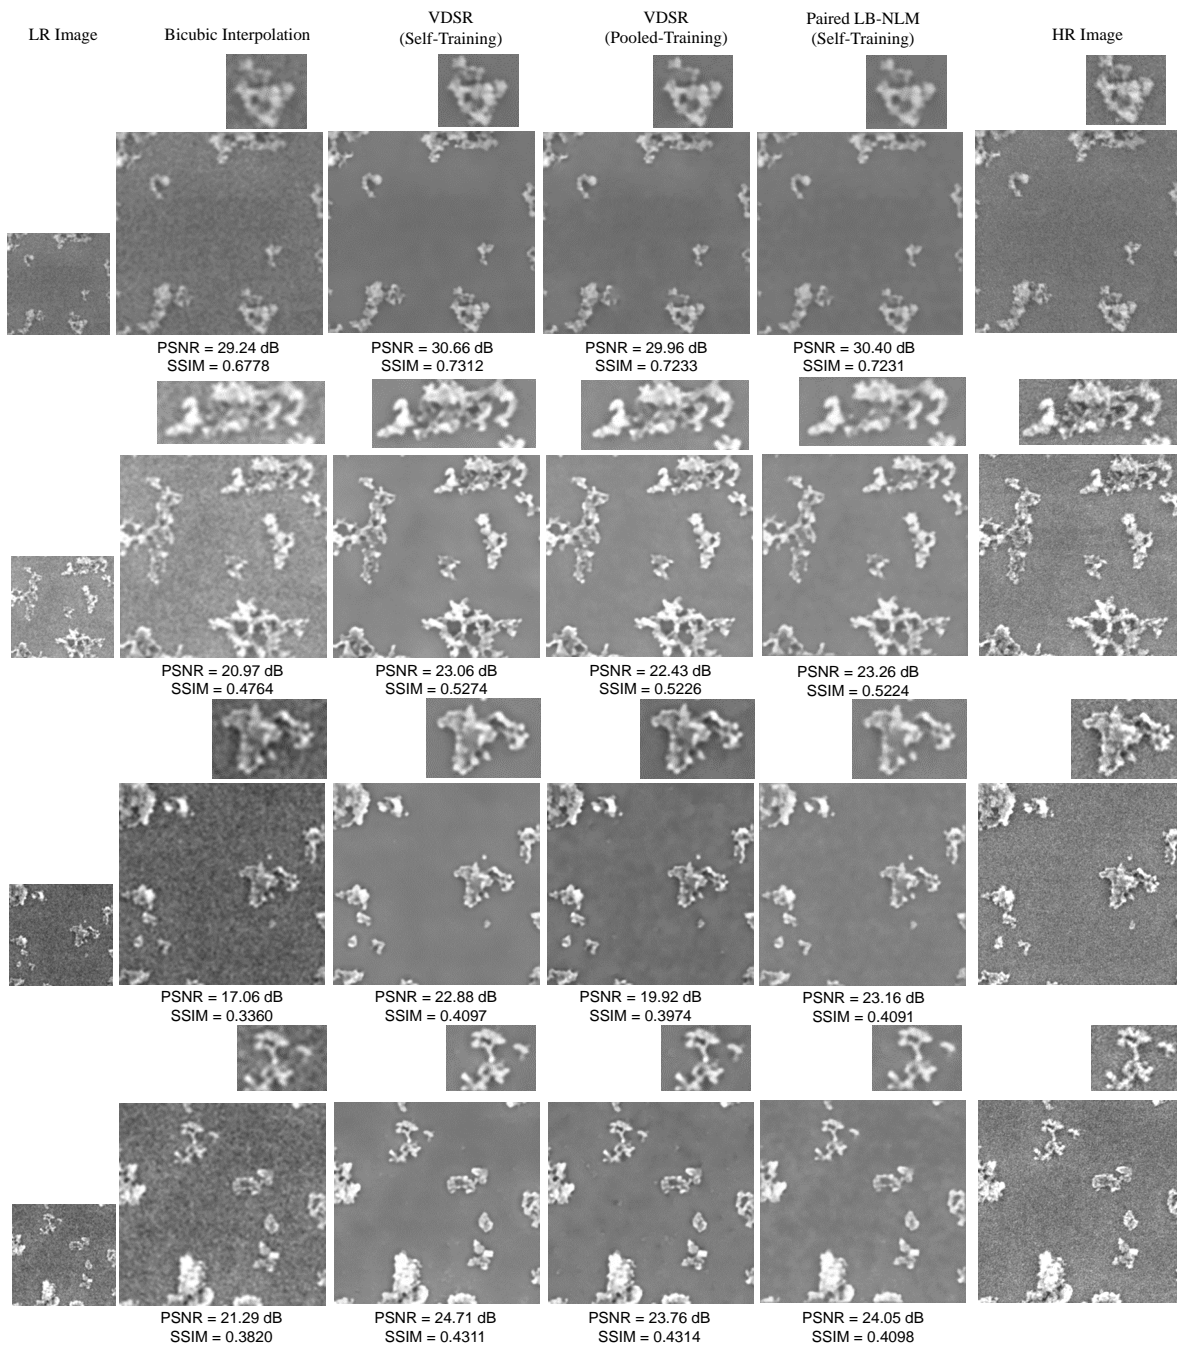 LR Image
Bicubic Interpolation
VDSR
(Self-Training)
VDSR
(Pooled-Training)
Paired LB-NLM
(Self-Training)
HR Image
PSNR = 29.24 dB
SSIM = 0.6778
PSNR = 30.66 dB
SSIM = 0.7312
PSNR = 29.96 dB
SSIM = 0.7233
PSNR = 30.40 dB
SSIM = 0.7231
PSNR = 20.97 dB
SSIM = 0.4764
PSNR = 23.06 dB
SSIM = 0.5274
PSNR = 22.43 dB
SSIM = 0.5226
PSNR = 23.26 dB
SSIM = 0.5224
PSNR = 17.06 dB
SSIM = 0.3360
PSNR = 22.88 dB
SSIM = 0.4097
PSNR = 19.92 dB
SSIM = 0.3974
PSNR = 23.16 dB
SSIM = 0.4091
PSNR = 21.29 dB
SSIM = 0.3820
PSNR = 24.71 dB
SSIM = 0.4311
PSNR = 23.76 dB
SSIM = 0.4314
PSNR = 24.05 dB
SSIM = 0.4098